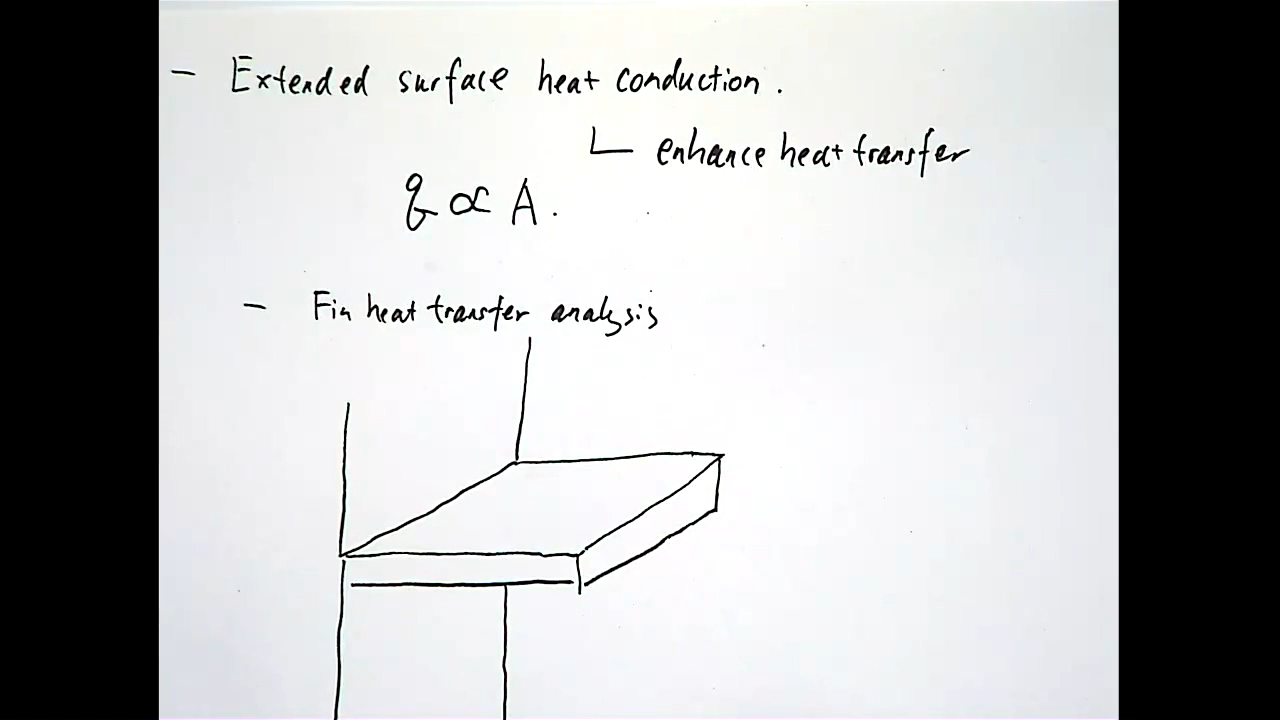 - Extended surface heat conduction.
enhance heat transfer
q ∝ A.
- Fin heat transfer analysis